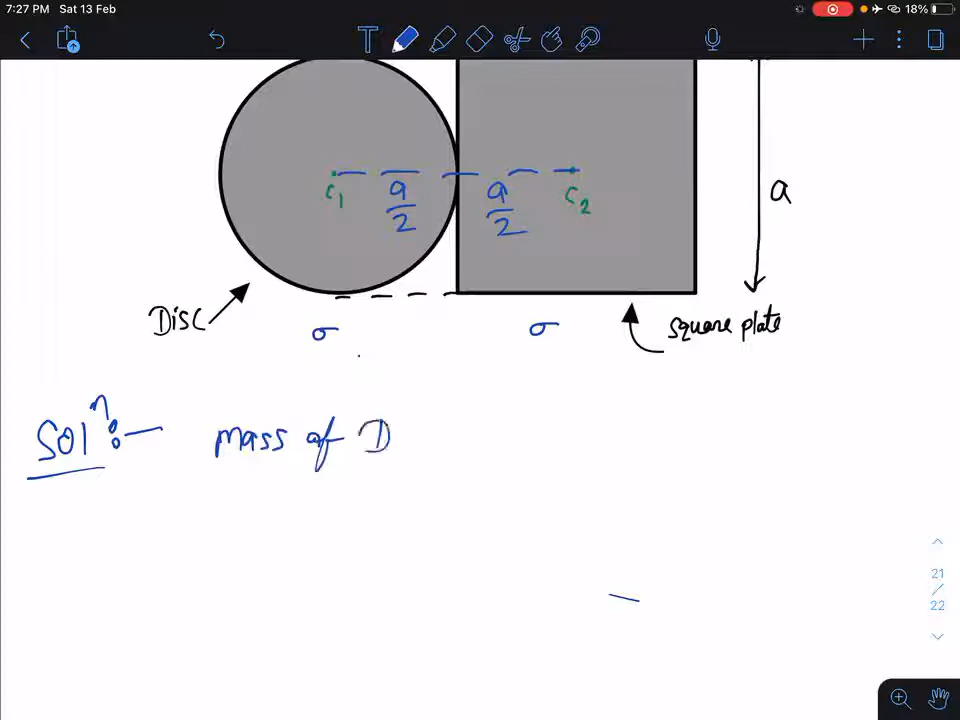 7:27 PM Sat 13 Feb 18%
T
a
C1 a/2 a/2 C2
Disc
square plate
σ σ
Solⁿ:— mass of D
21
/
22